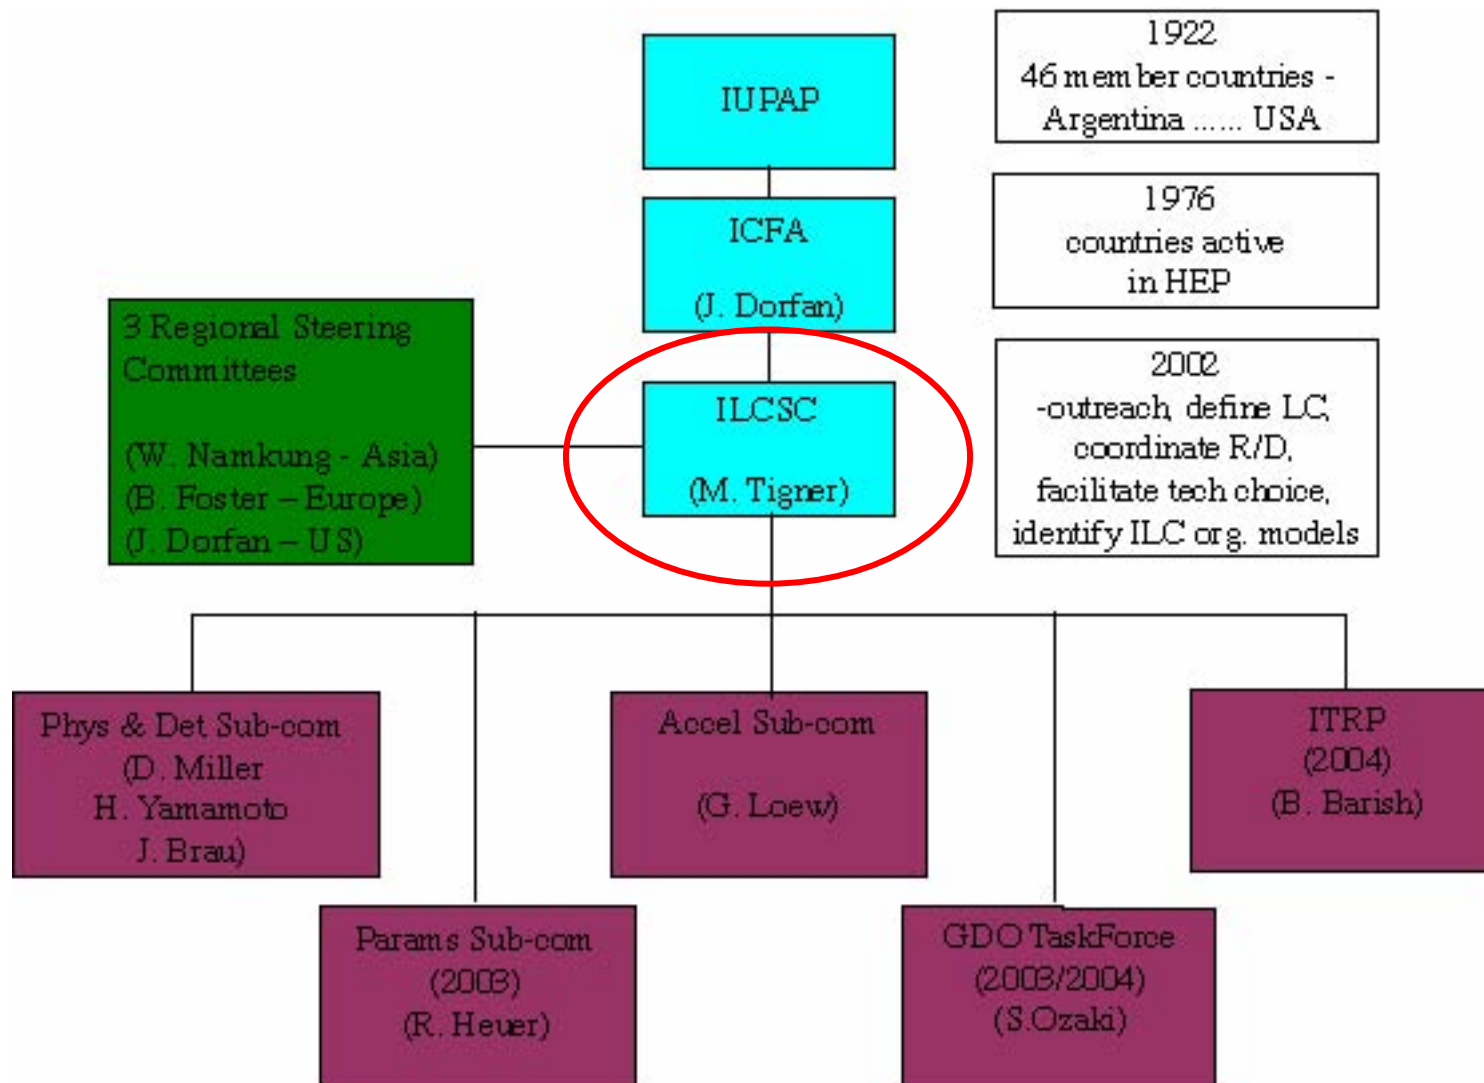 IUPAP
1922
46 member countries -
Argentina ...... USA
ICFA
(J. Dorfan)
1976
countries active
in HEP
3 Regional Steering
Committees
(W. Namkung - Asia)
(B. Foster – Europe)
(J. Dorfan – US)
ILCSC
(M. Tigner)
2002
-outreach, define LC,
coordinate R/D,
facilitate tech choice,
identify ILC org. models
Phys & Det Sub-com
(D. Miller
H. Yamamoto
J. Brau)
Accel Sub-com
(G. Loew)
ITRP
(2004)
(B. Barish)
Params Sub-com
(2003)
(R. Heuer)
GDO TaskForce
(2003/2004)
(S.Ozaki)